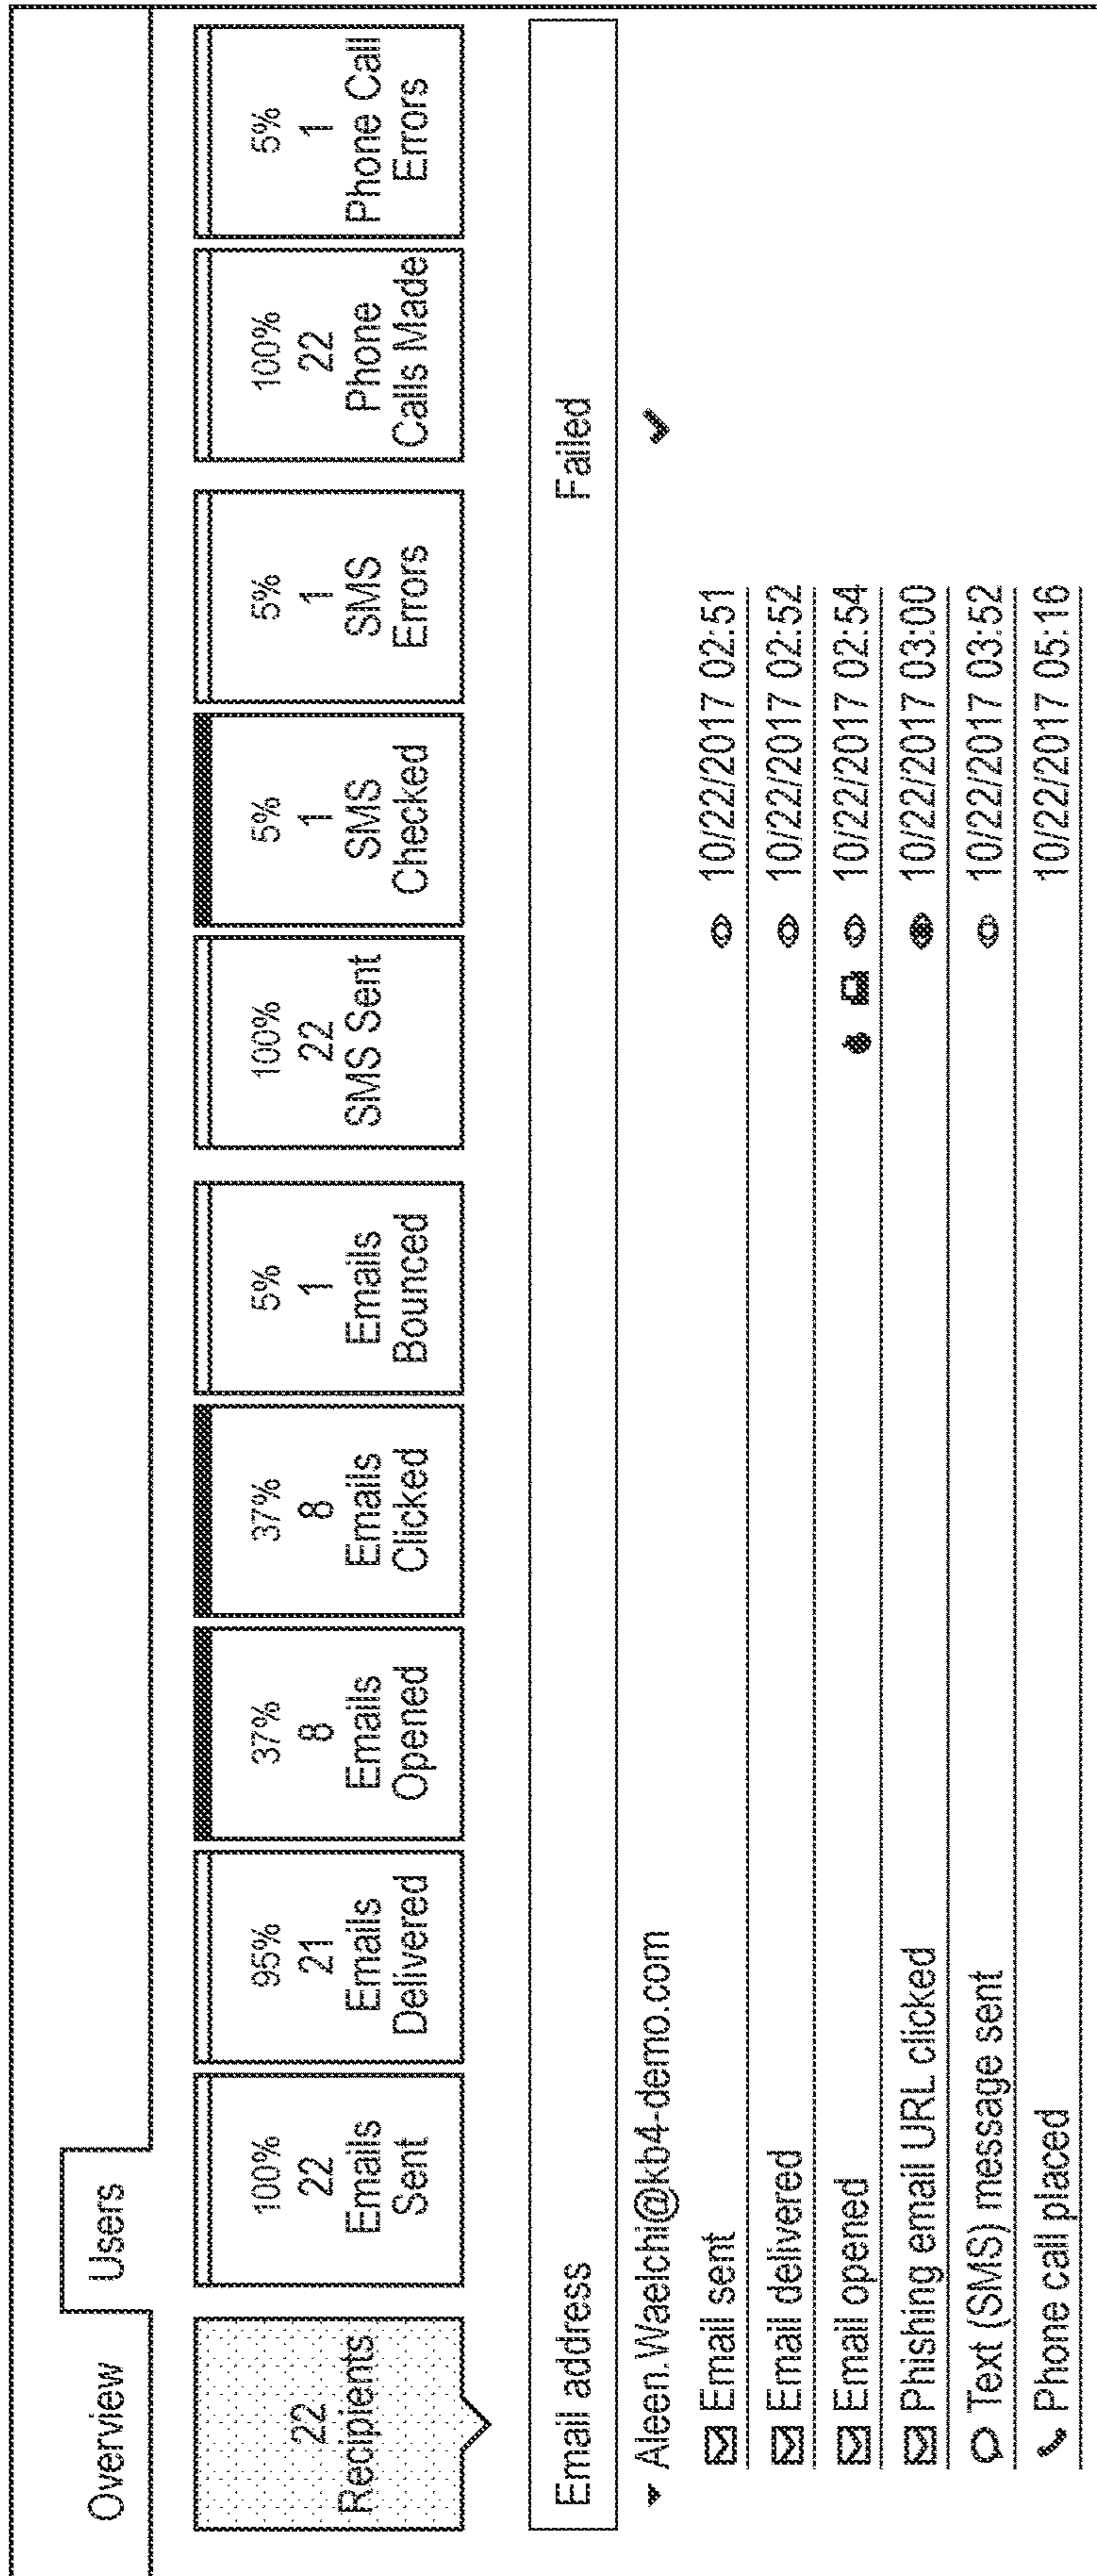 Overview
Users
22
Recipients
100%
22
Emails
Sent
95%
21
Emails
Delivered
37%
8
Emails
Opened
37%
8
Emails
Clicked
5%
1
Emails
Bounced
100%
22
SMS Sent
5%
1
SMS
Checked
5%
1
SMS
Errors
100%
22
Phone
Calls Made
5%
1
Phone Call
Errors
Email address Failed
Aleen.Waelchi@kb4-demo.com
Email sent 10/22/2017 02:51
Email delivered 10/22/2017 02:52
Email opened 10/22/2017 02:54
Phishing email URL clicked 10/22/2017 03:00
Text (SMS) message sent 10/22/2017 03:52
Phone call placed 10/22/2017 05:16